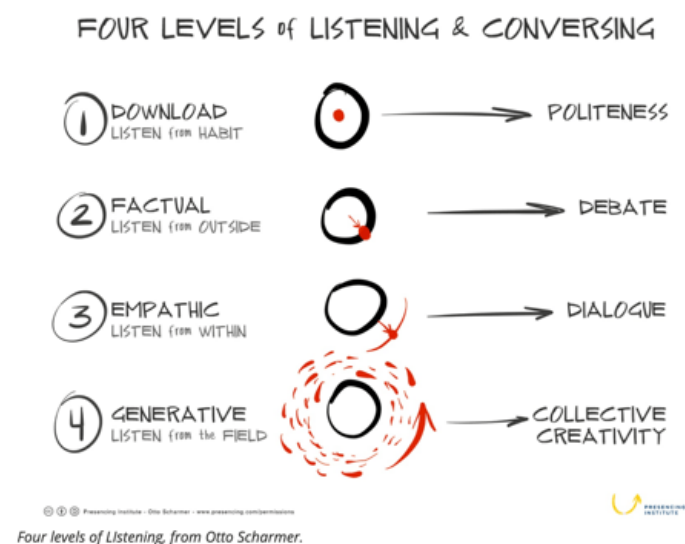 FOUR LEVELS of LISTENING & CONVERSING
1 DOWNLOAD
LISTEN from HABIT
POLITENESS
2 FACTUAL
LISTEN from OUTSIDE
DEBATE
3 EMPATHIC
LISTEN from WITHIN
DIALOGUE
4 GENERATIVE
LISTEN from the FIELD
COLLECTIVE
CREATIVITY
Presencing Institute - Otto Scharmer - www.presencing.com/permissions
PRESENCING
INSTITUTE
Four levels of LIstening, from Otto Scharmer.